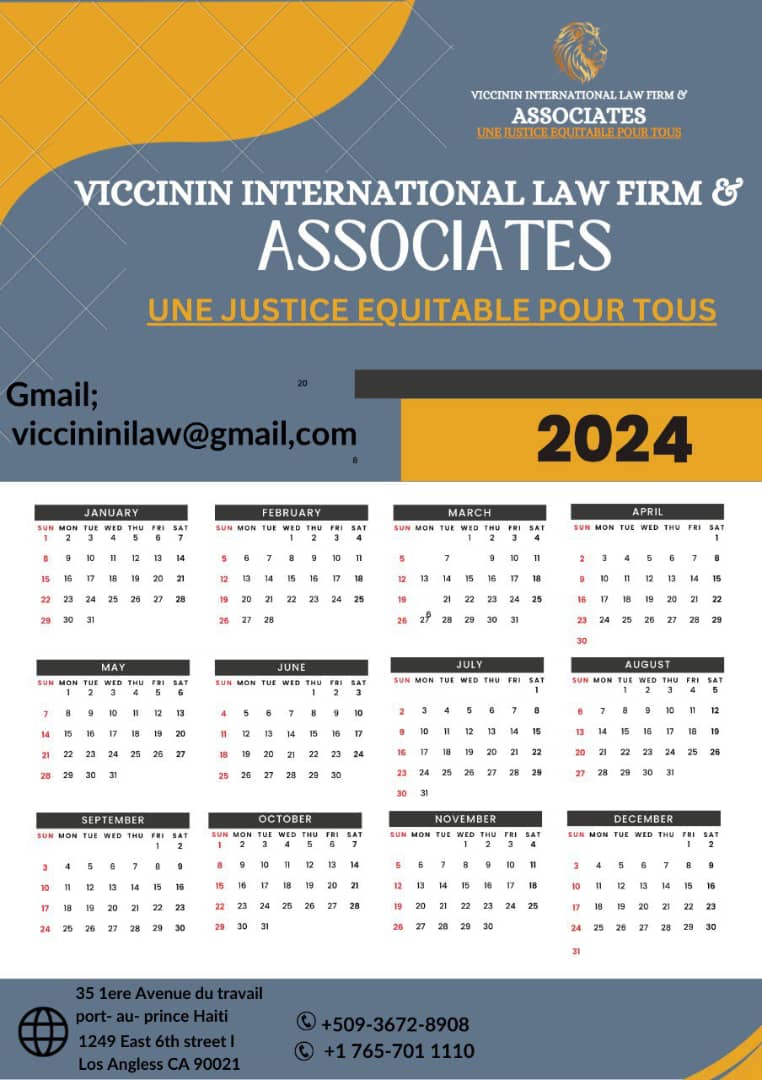 VICCININ INTERNATIONAL LAW FIRM &
ASSOCIATES
UNE JUSTICE EQUITABLE POUR TOUS
VICCININ INTERNATIONAL LAW FIRM &
ASSOCIATES
UNE JUSTICE EQUITABLE POUR TOUS
20
Gmail;
viccininilaw@gmail,com
8
2024
JANUARY
SUN MON TUE WED THU FRI SAT
1 2 3 4 5 6 7
8 9 10 11 12 13 14
15 16 17 18 19 20 21
22 23 24 25 26 27 28
29 30 31
FEBRUARY
SUN MON TUE WED THU FRI SAT
1 2 3 4
5 6 7 8 9 10 11
12 13 14 15 16 17 18
19 20 21 22 23 24 25
26 27 28
MARCH
SUN MON TUE WED THU FRI SAT
1 2 3 4
5 7 9 10 11
12 13 14 15 16 17 18
19 21 22 23 24 25
6
26 27 28 29 30 31
APRIL
SUN MON TUE WED THU FRI SAT
1
2 3 4 5 6 7 8
9 10 11 12 13 14 15
16 17 18 19 20 21 22
23 24 25 26 27 28 29
30
MAY
SUN MON TUE WED THU FRI SAT
1 2 3 4 5 6
7 8 9 10 11 12 13
14 15 16 17 18 19 20
21 22 23 24 25 26 27
28 29 30 31
JUNE
SUN MON TUE WED THU FRI SAT
1 2 3
4 5 6 7 8 9 10
11 12 13 14 15 16 17
18 19 20 21 22 23 24
25 26 27 28 29 30
JULY
SUN MON TUE WED THU FRI SAT
1
2 3 4 5 6 7 8
9 10 11 12 13 14 15
16 17 18 19 20 21 22
23 24 25 26 27 28 29
30 31
AUGUST
SUN MON TUE WED THU FRI SAT
1 2 3 4 5
6 7 8 9 10 11 12
13 14 15 16 17 18 19
20 21 22 23 24 25 26
27 28 29 30 31
SEPTEMBER
SUN MON TUE WED THU FRI SAT
1 2
3 4 5 6 7 8 9
10 11 12 13 14 15 16
17 18 19 20 21 22 23
24 25 26 27 28 29 30
OCTOBER
SUN MON TUE WED THU FRI SAT
1 2 3 4 5 6 7
8 9 10 11 12 13 14
15 16 17 18 19 20 21
22 23 24 25 26 27 28
29 30 31
NOVEMBER
SUN MON TUE WED THU FRI SAT
1 2 3 4
5 6 7 8 9 10 11
12 13 14 15 16 17 18
19 20 21 22 23 24 25
26 27 28 29 30
DECEMBER
SUN MON TUE WED THU FRI SAT
1 2
3 4 5 6 7 8 9
10 11 12 13 14 15 16
17 18 19 20 21 22 23
24 25 26 27 28 29 30
31
35 1ere Avenue du travail
port- au- prince Haiti
1249 East 6th street l
Los Angless CA 90021
+509-3672-8908
+1 765-701 1110